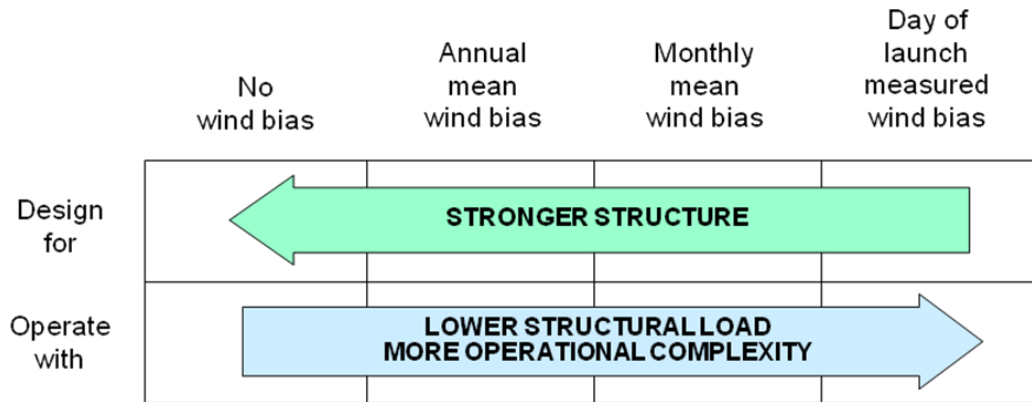 No
wind bias
Annual
mean
wind bias
Monthly
mean
wind bias
Day of
launch
measured
wind bias
Design
for
STRONGER STRUCTURE
Operate
with
LOWER STRUCTURAL LOAD
MORE OPERATIONAL COMPLEXITY